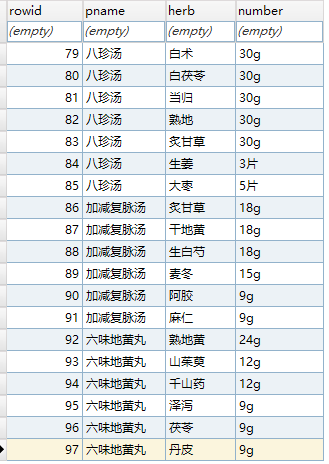 rowid pname herb number
(empty) (empty) (empty) (empty)
79 八珍汤 白术 30g
80 八珍汤 白茯苓 30g
81 八珍汤 当归 30g
82 八珍汤 熟地 30g
83 八珍汤 炙甘草 30g
84 八珍汤 生姜 3片
85 八珍汤 大枣 5片
86 加减复脉汤 炙甘草 18g
87 加减复脉汤 干地黄 18g
88 加减复脉汤 生白芍 18g
89 加减复脉汤 麦冬 15g
90 加减复脉汤 阿胶 9g
91 加减复脉汤 麻仁 9g
92 六味地黄丸 熟地黄 24g
93 六味地黄丸 山茱萸 12g
94 六味地黄丸 千山药 12g
95 六味地黄丸 泽泻 9g
96 六味地黄丸 茯苓 9g
97 六味地黄丸 丹皮 9g